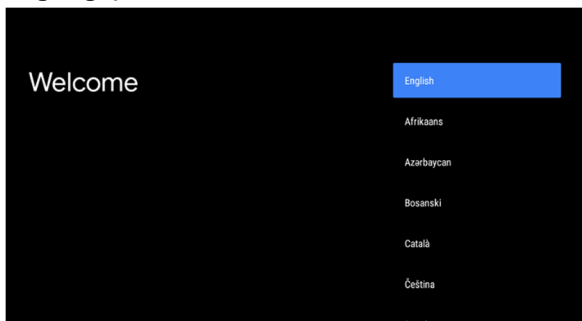 Welcome
English
Afrikaans
Azərbaycan
Bosanski
Català
Čeština